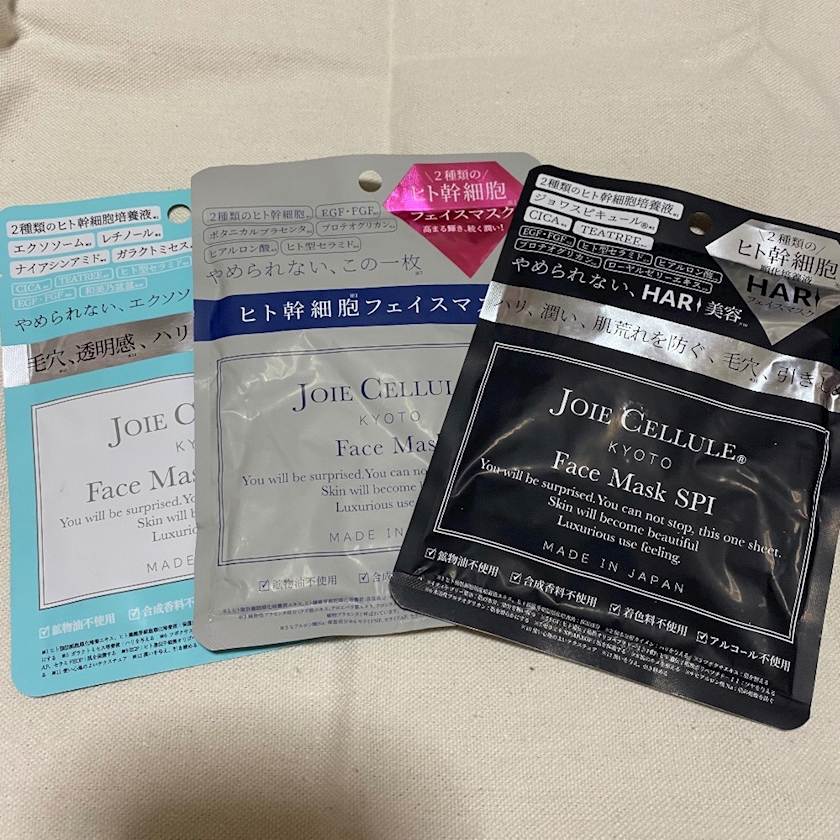 2種類のヒト幹細胞培養液
エクソソーム レチノール
ナイアシンアミド ガラクトミセス
CICA TEATREE ヒト型セラミド
EGF・FGF
やめられない、エクソソ
毛穴、透明感、ハリ
JOIE C
KY
Face Mask
You will be surprised.Yo
Skin will b
Luxurio
MADE
鉱物油不使用 合成香料不
2種類のヒト幹細胞 EGF・FGF
ボタニカルプラセンタ プロテオグリカン
ヒアルロン酸 ヒト型セラミド
やめられない、この一枚
2種類の
ヒト幹細胞
フェイスマスク
高まる輝き、続く潤い!
ヒト幹細胞フェイスマス
JOIE CELLUL
KYOTO
Face Mas
You will be surprised.You can not
Skin will become
Luxurious use
MADE IN
鉱物油不使用 合成
2種類のヒト幹細胞培養液
ジョワスピキュール®
CICA TEATREE
EGF・FGF ヒト型セラミド ヒアルロン酸
プロテオグリカン ローヤルゼリーエキス
やめられない、HARI美容
2種類の
ヒト幹細胞
順化培養液
HARI
フェイスマスク
ハリ、潤い、肌荒れを防ぐ、毛穴、引きしめ
JOIE CELLULE®
KYOTO
Face Mask SPI
You will be surprised.You can not stop, this one sheet.
Skin will become beautiful
Luxurious use feeling.
MADE IN JAPAN
鉱物油不使用 合成香料不使用 着色料不使用 アルコール不使用